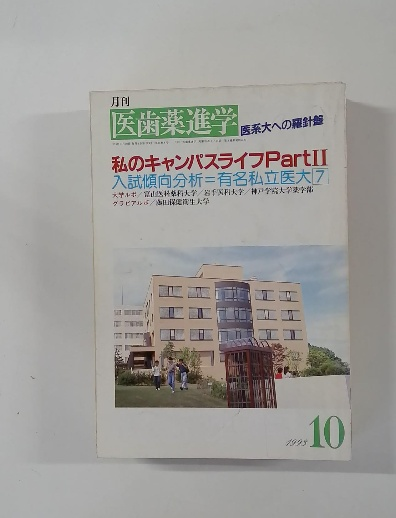 月刊
医歯薬進学
医系大への羅針盤
私のキャンパスライフPartII
入試傾向分析=有名私立医大7
大学ルポ/富山医科薬科大学/岩手医科大学/神戸学院大学薬学部
グラビアルポ/藤田保健衛生大学
1993 10